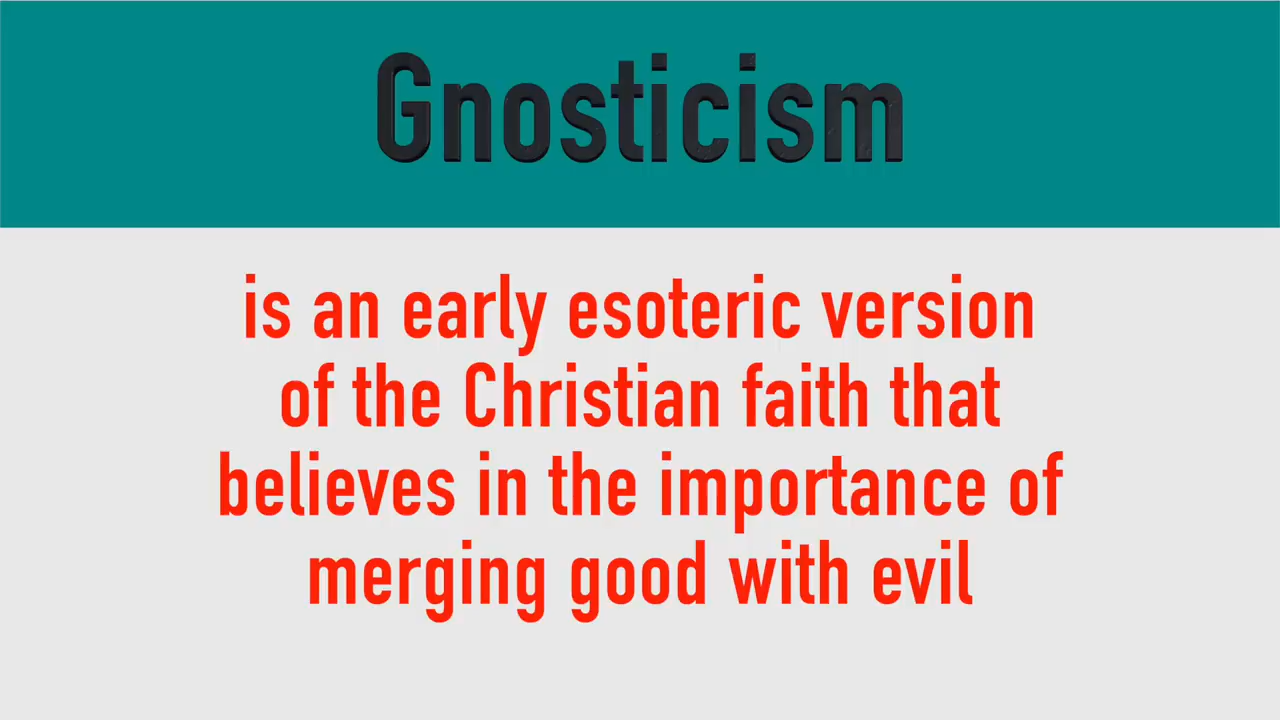 Gnosticism
is an early esoteric version
of the Christian faith that
believes in the importance of
merging good with evil